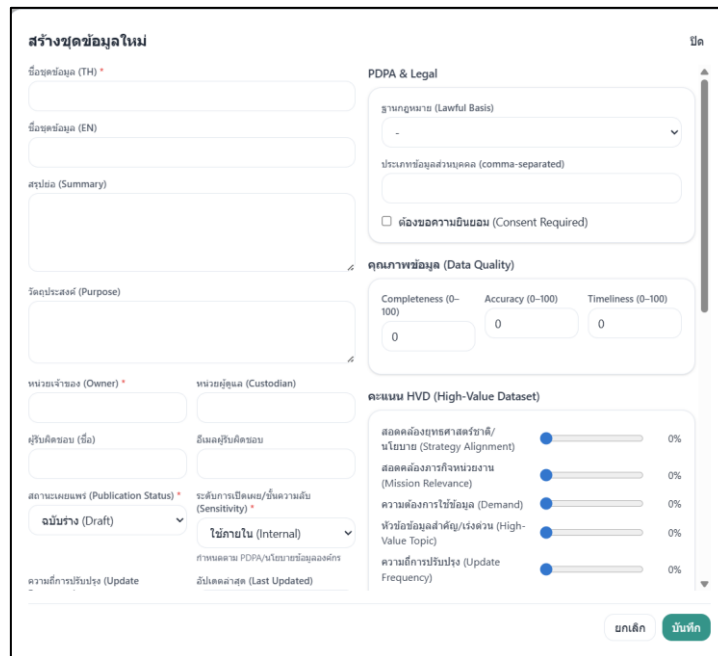 สร้างชุดข้อมูลใหม่
ปิด
ชื่อชุดข้อมูล (TH) *
ชื่อชุดข้อมูล (EN)
สรุปย่อ (Summary)
วัตถุประสงค์ (Purpose)
หน่วยเจ้าของ (Owner) *
หน่วยผู้ดูแล (Custodian)
ผู้รับผิดชอบ (ชื่อ)
อีเมลผู้รับผิดชอบ
สถานะเผยแพร่ (Publication Status) *
ฉบับร่าง (Draft)
ระดับการเปิดเผย/ชั้นความลับ
(Sensitivity) *
ใช้ภายใน (Internal)
กำหนดตาม PDPA/นโยบายข้อมูลองค์กร
ความถี่การปรับปรุง (Update
อัปเดตล่าสุด (Last Updated)
PDPA & Legal
ฐานกฎหมาย (Lawful Basis)
-
ประเภทข้อมูลส่วนบุคคล (comma-separated)
ต้องขอความยินยอม (Consent Required)
คุณภาพข้อมูล (Data Quality)
Completeness (0–
100)
0
Accuracy (0–100)
0
Timeliness (0–100)
0
คะแนน HVD (High-Value Dataset)
สอดคล้องยุทธศาสตร์ชาติ/
นโยบาย (Strategy Alignment)
0%
สอดคล้องภารกิจหน่วยงาน
(Mission Relevance)
0%
ความต้องการใช้ข้อมูล (Demand)
0%
หัวข้อข้อมูลสำคัญ/เร่งด่วน (High-
Value Topic)
0%
ความถี่การปรับปรุง (Update
Frequency)
0%
ยกเลิก
บันทึก